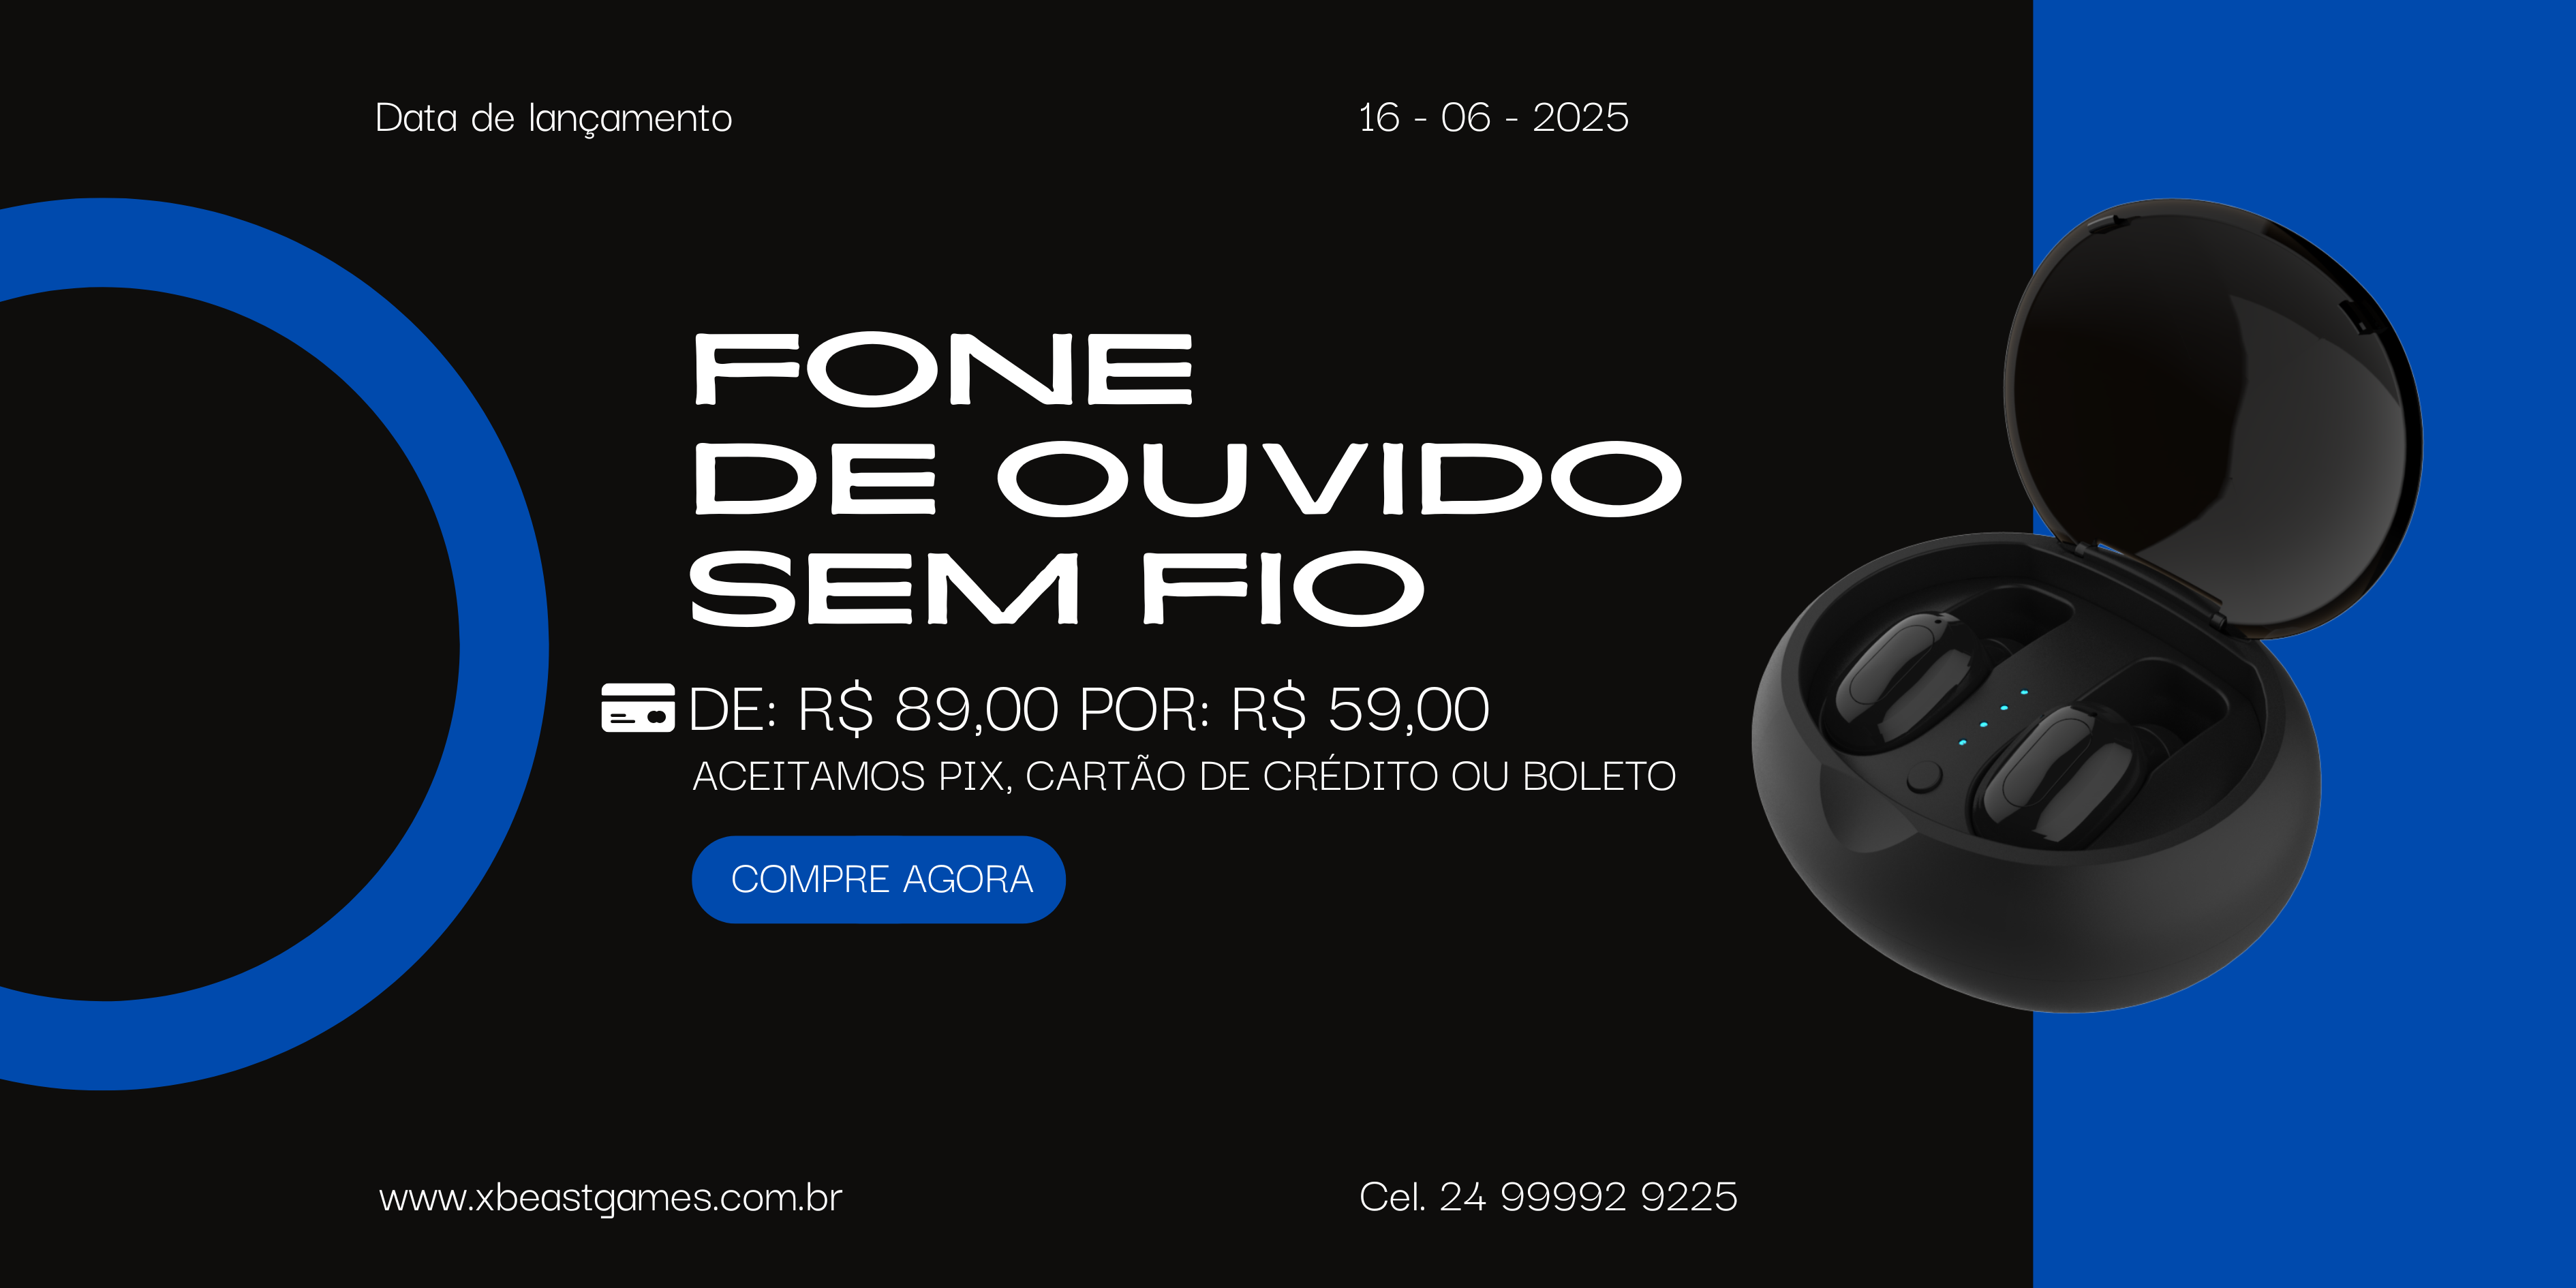 Data de lançamento
16 - 06 - 2025
FONE
DE OUVIDO
SEM FIO
DE: R$ 89,00 POR: R$ 59,00
ACEITAMOS PIX, CARTÃO DE CRÉDITO OU BOLETO
COMPRE AGORA
www.xbeastgames.com.br
Cel. 24 99992 9225